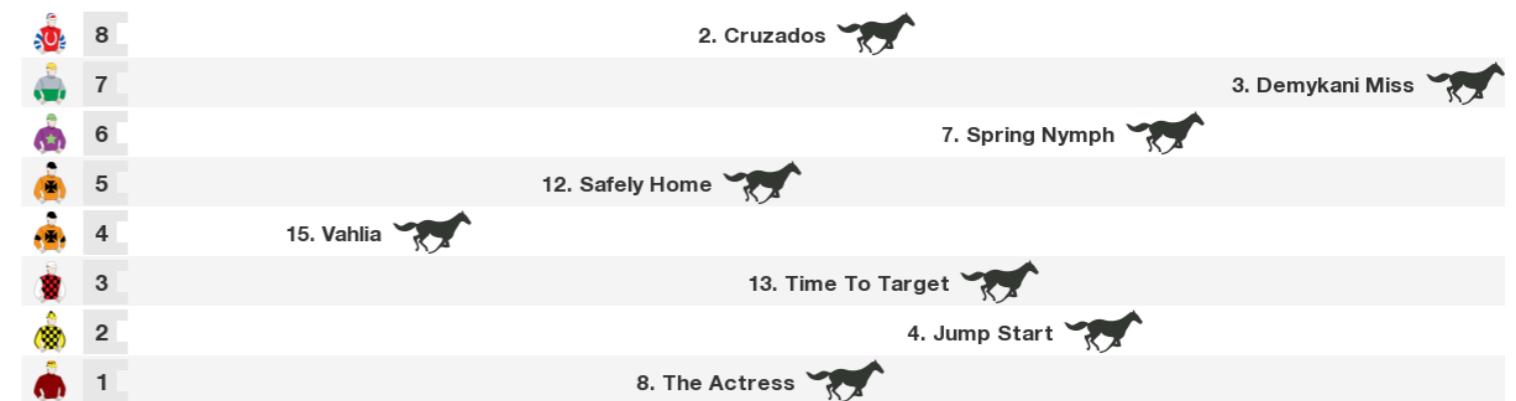 8 2. Cruzados
7 3. Demykani Miss
6 7. Spring Nymph
5 12. Safely Home
4 15. Vahlia
3 13. Time To Target
2 4. Jump Start
1 8. The Actress